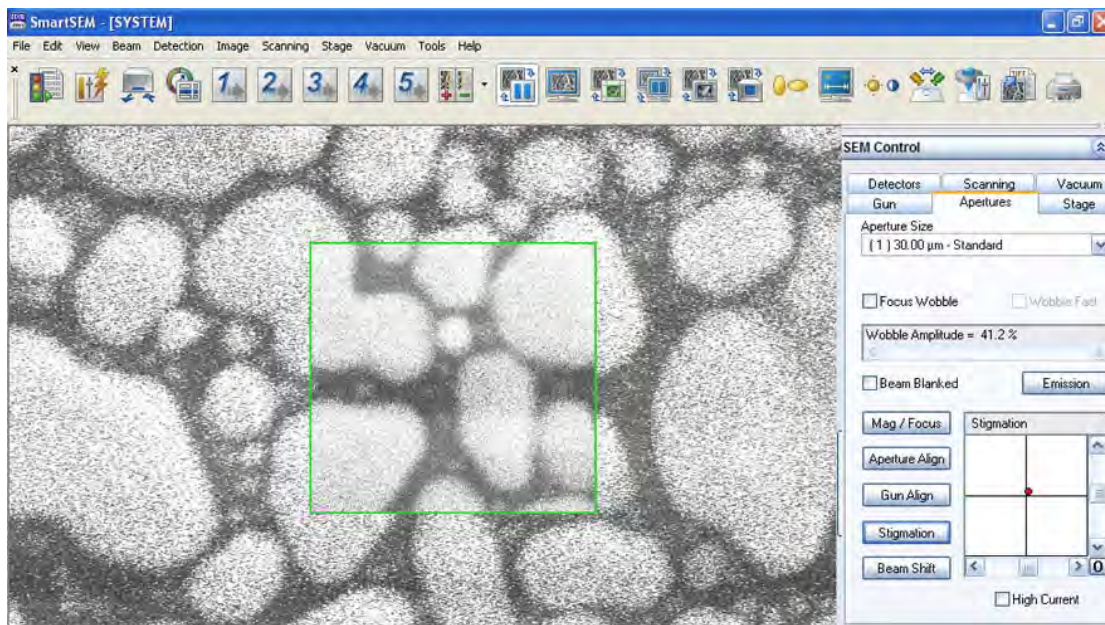 SmartSEM - [SYSTEM]
File Edit View Beam Detection Image Scanning Stage Vacuum Tools Help
1 2 3 4 5
SEM Control
Detectors Scanning Vacuum
Gun Apertures Stage
Aperture Size
( 1 ) 30.00 µm - Standard
Focus Wobble Wobble Fast
Wobble Amplitude = 41.2 %
Beam Blanked Emission
Mag / Focus Stigmation
Aperture Align
Gun Align
Stigmation
Beam Shift 0
High Current